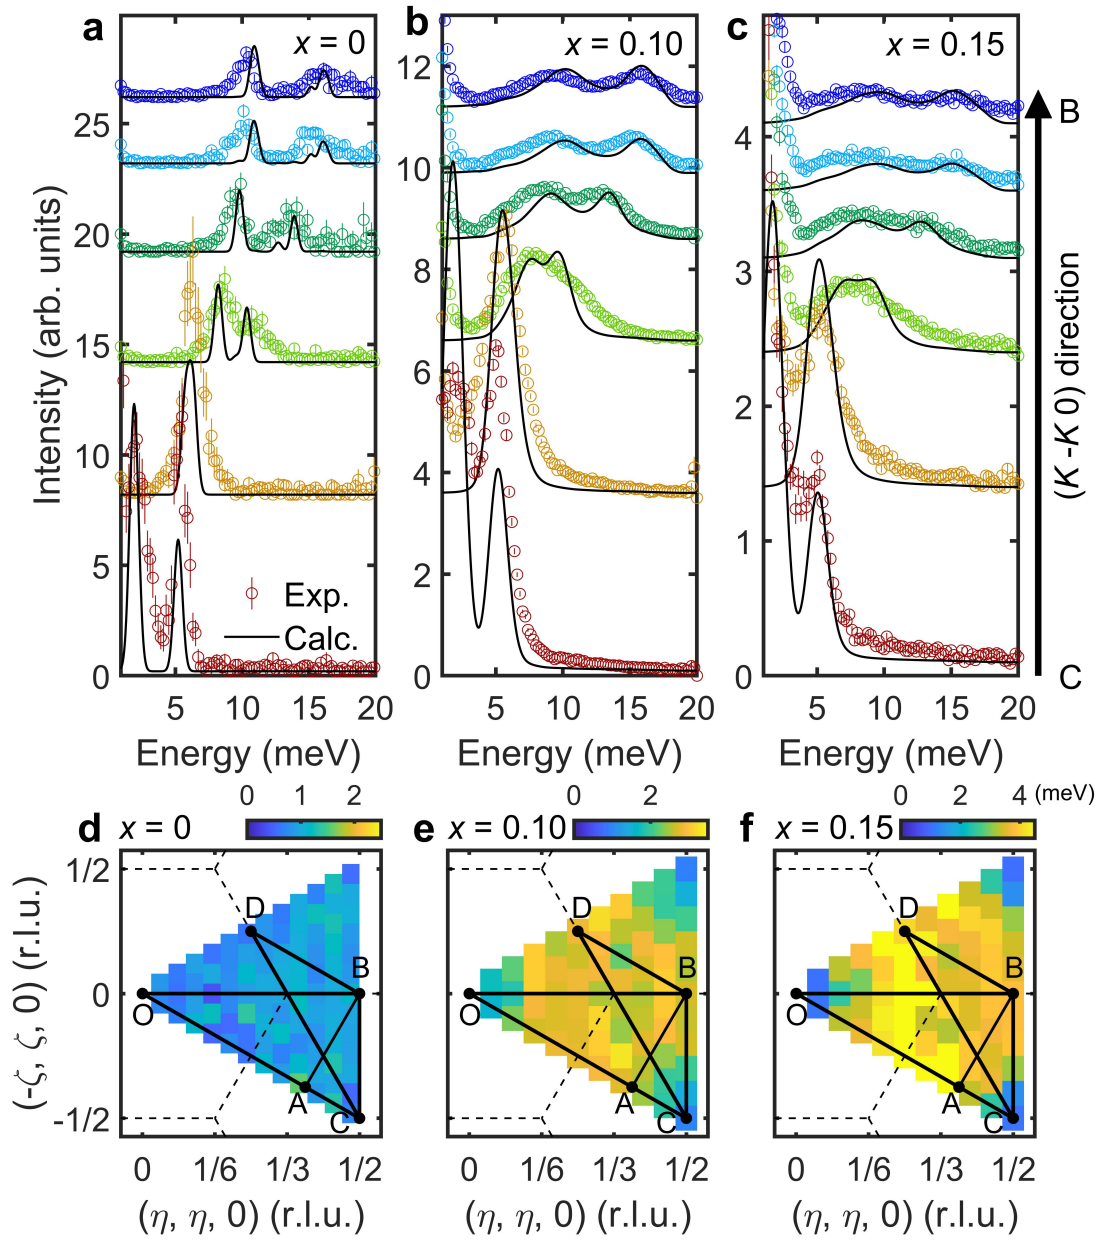 a
x = 0
b
x = 0.10
c
x = 0.15
Intensity (arb. units)
0
5
10
15
20
25
0
2
4
6
8
10
12
0
1
2
3
4
Exp.
Calc.
5 10 15 20
5 10 15 20
5 10 15 20
Energy (meV)
Energy (meV)
Energy (meV)
B
(K -K 0) direction
C
0 1 2
0 2
0 2 4 (meV)
d x = 0
e x = 0.10
f x = 0.15
(-ζ, ζ, 0) (r.l.u.)
1/2
0
-1/2
D
B
O
A
C
D
B
O
A
C
D
B
O
A
C
0 1/6 1/3 1/2
0 1/6 1/3 1/2
0 1/6 1/3 1/2
(η, η, 0) (r.l.u.)
(η, η, 0) (r.l.u.)
(η, η, 0) (r.l.u.)